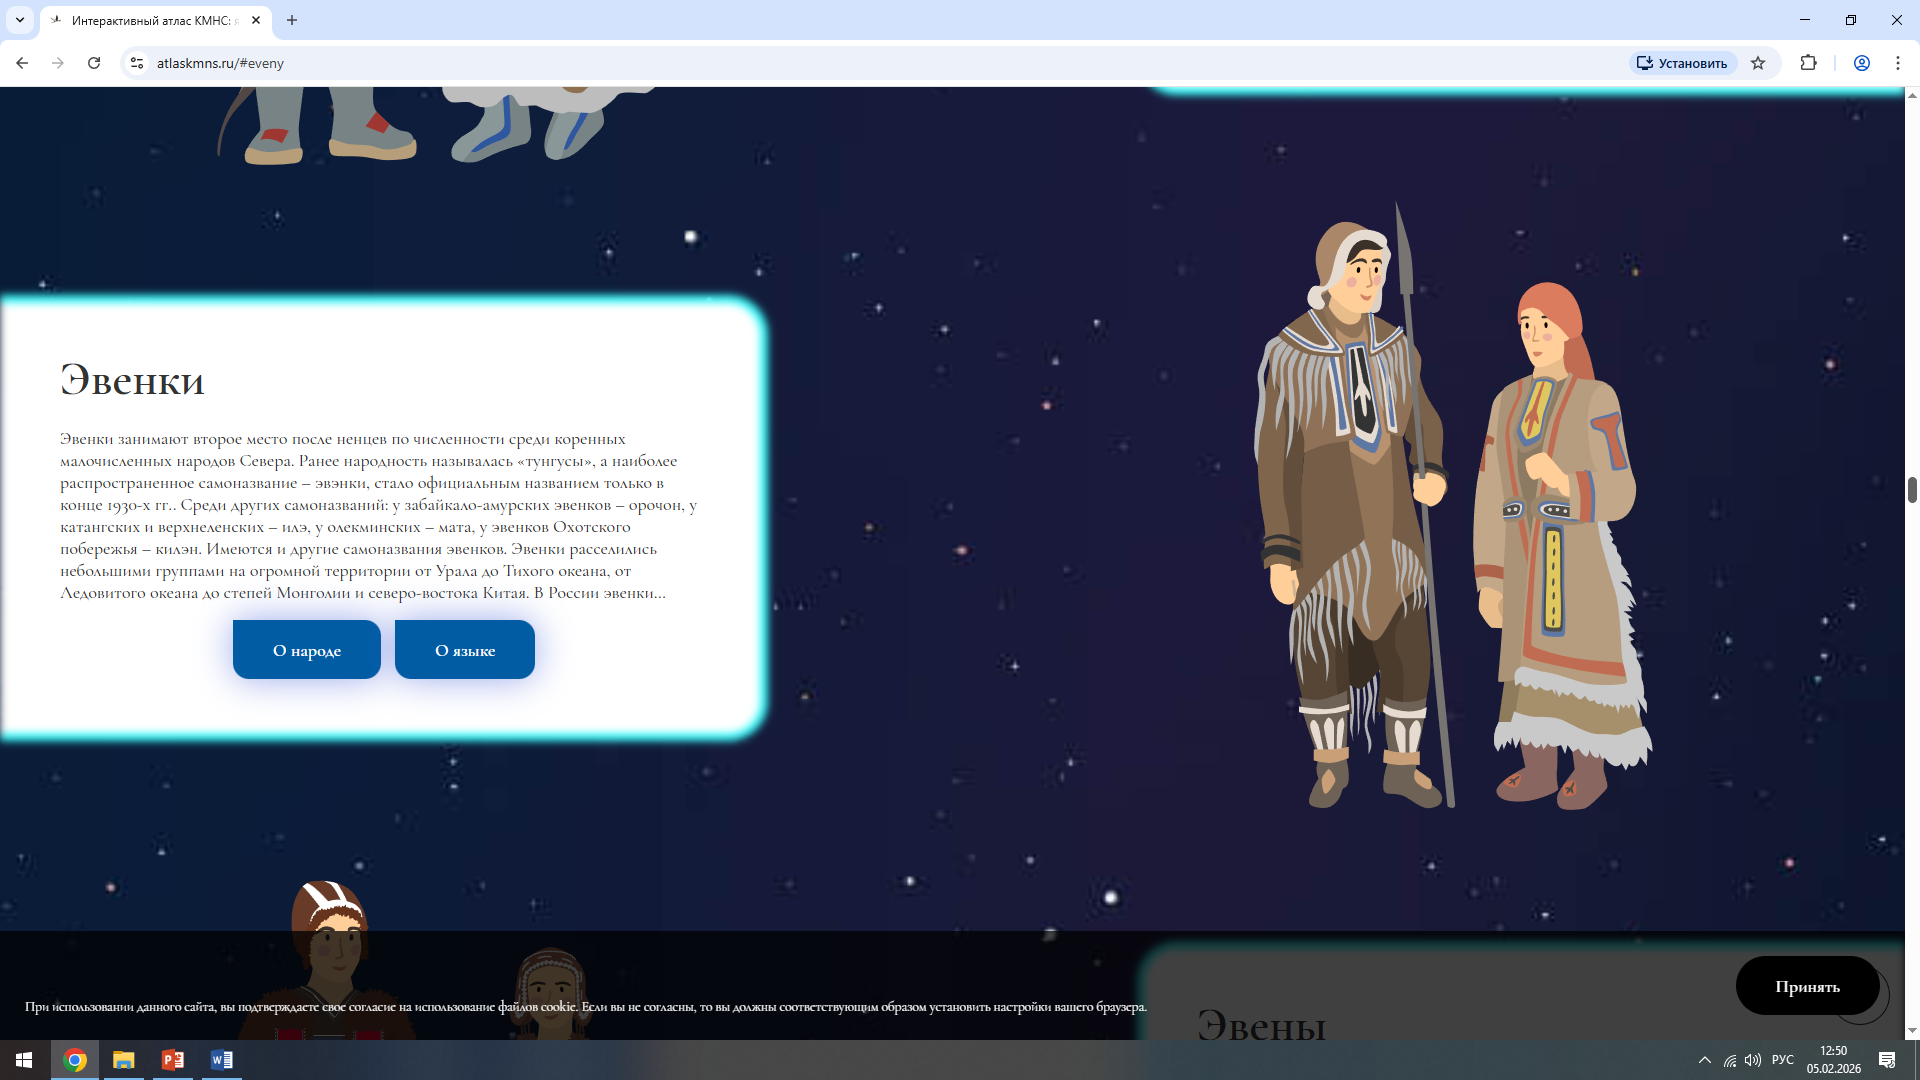 Интерактивный атлас КМНС: я
atlaskmns.ru/#eveny
Установить
Эвенки
Эвенки занимают второе место после ненцев по численности среди коренных
малочисленных народов Севера. Ранее народность называлась «тунгусы», а наиболее
распространенное самоназвание – эвэнки, стало официальным названием только в
конце 1930-х гг.. Среди других самоназваний: у забайкало-амурских эвенков – орочон, у
катангских и верхнеленских – илэ, у олекминских – мата, у эвенков Охотского
побережья – килэн. Имеются и другие самоназвания эвенков. Эвенки расселились
небольшими группами на огромной территории от Урала до Тихого океана, от
Ледовитого океана до степей Монголии и северо-востока Китая. В России эвенки...
О народе
О языке
При использовании данного сайта, вы подтверждаете свое согласие на использование файлов cookie. Если вы не согласны, то вы должны соответствующим образом установить настройки вашего браузера.
Принять
Эвены
РУС
12:50
05.02.2026